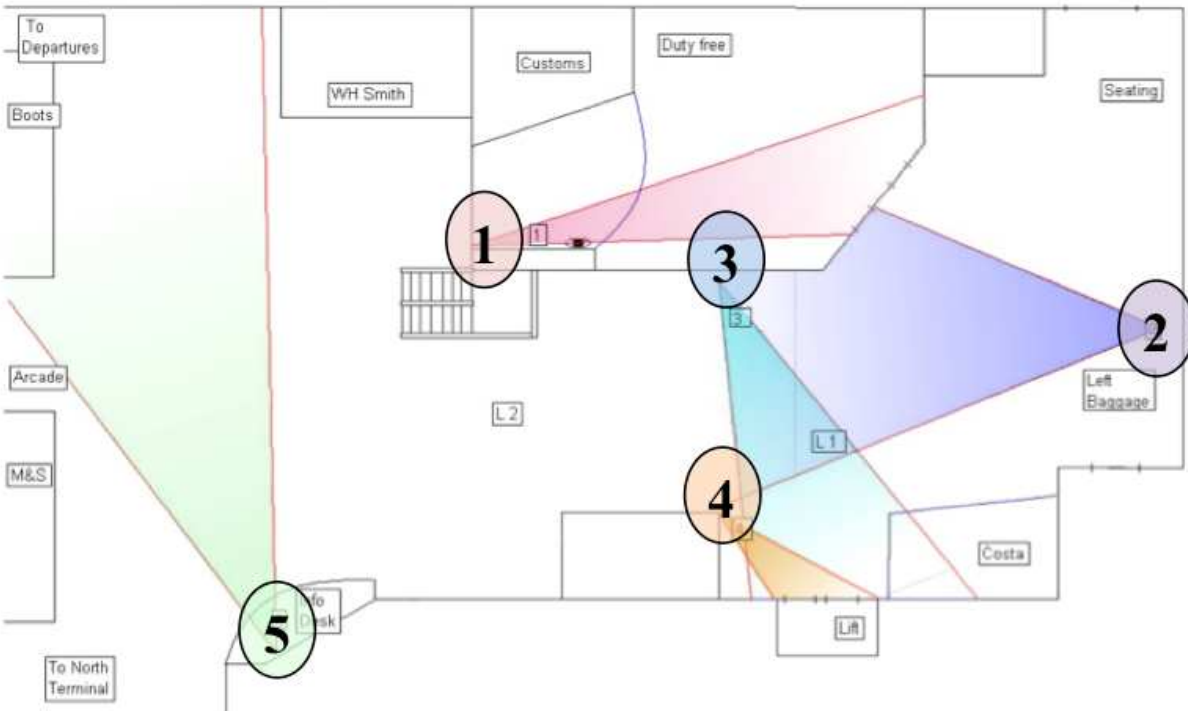 To
Departures
Boots
WH Smith
Customs
Duty free
Seating
1
1
3
2
3
Left
Baggage
Arcade
L 2
L 1
M&S
4
Costa
5
Info
Desk
Lift
To North
Terminal